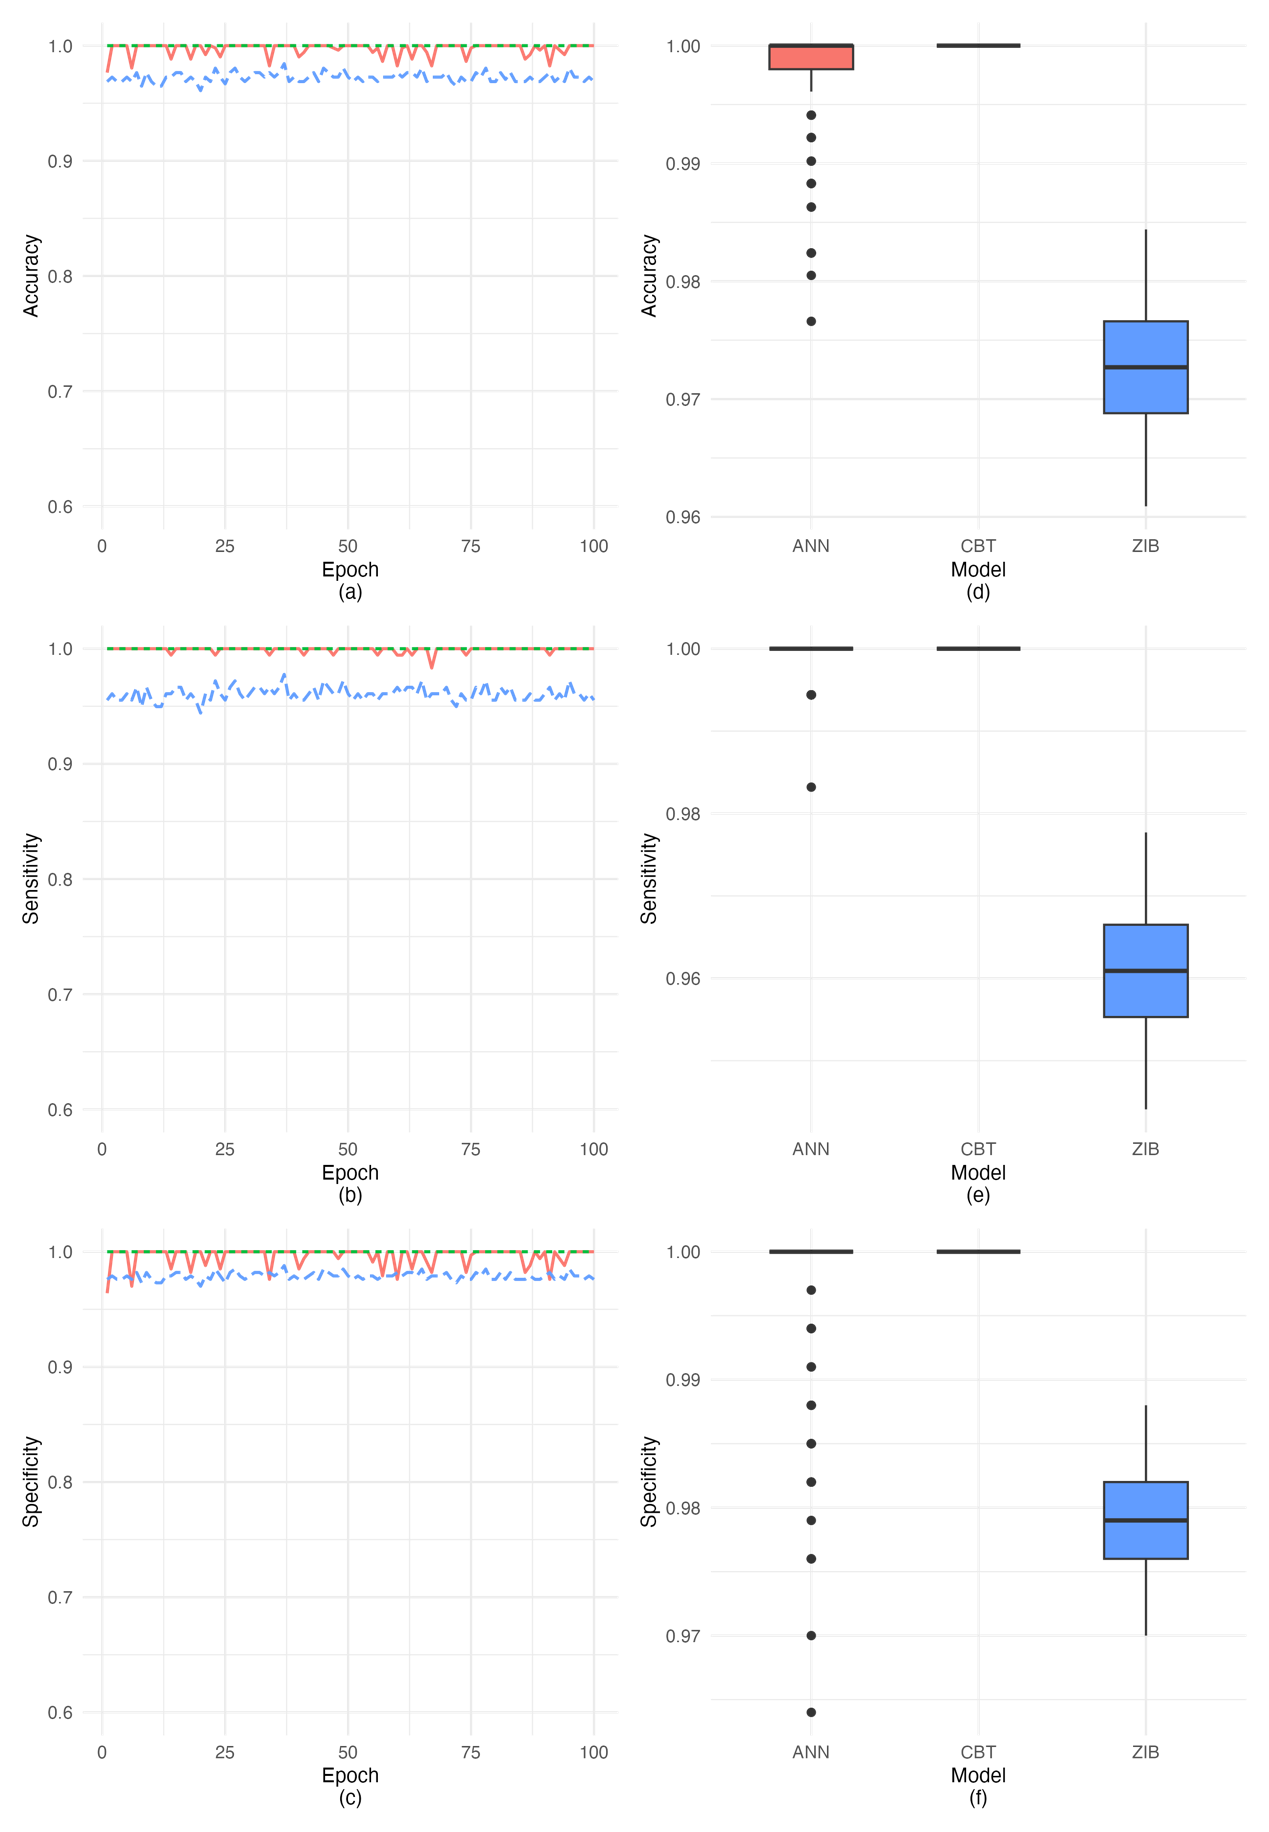 1.0
0.9
0.8
0.7
0.6
Accuracy
0 25 50 75 100
Epoch
(a)
1.00
0.99
0.98
0.97
0.96
Accuracy
ANN CBT ZIB
Model
(d)
1.0
0.9
0.8
0.7
0.6
Sensitivity
0 25 50 75 100
Epoch
(b)
1.00
0.98
0.96
Sensitivity
ANN CBT ZIB
Model
(e)
1.0
0.9
0.8
0.7
0.6
Specificity
0 25 50 75 100
Epoch
(c)
1.00
0.99
0.98
0.97
Specificity
ANN CBT ZIB
Model
(f)